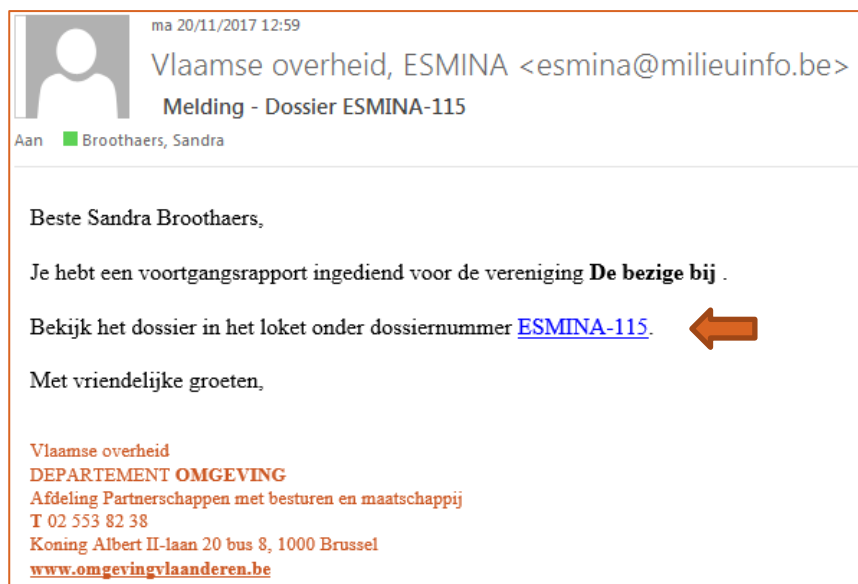 ma 20/11/2017 12:59
Vlaamse overheid, ESMINA <esmina@milieuinfo.be>
Melding - Dossier ESMINA-115
Aan Broothaers, Sandra
Beste Sandra Broothaers,
Je hebt een voortgangsrapport ingediend voor de vereniging De bezige bij .
Bekijk het dossier in het loket onder dossiernummer ESMINA-115.
Met vriendelijke groeten,
Vlaamse overheid
DEPARTEMENT OMGEVING
Afdeling Partnerschappen met besturen en maatschappij
T 02 553 82 38
Koning Albert II-laan 20 bus 8, 1000 Brussel
www.omgevingvlaanderen.be